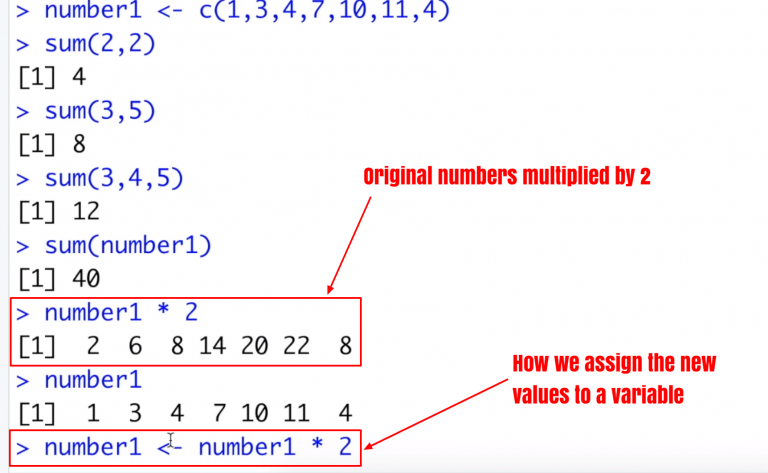 > number1 <- c(1,3,4,7,10,11,4)
> sum(2,2)
[1] 4
> sum(3,5)
[1] 8
> sum(3,4,5)
[1] 12
> sum(number1)
[1] 40
> number1 * 2
[1]  2  6  8 14 20 22  8
> number1
[1]  1  3  4  7 10 11  4
> number1 <- number1 * 2
Original numbers multiplied by 2
How we assign the new
values to a variable